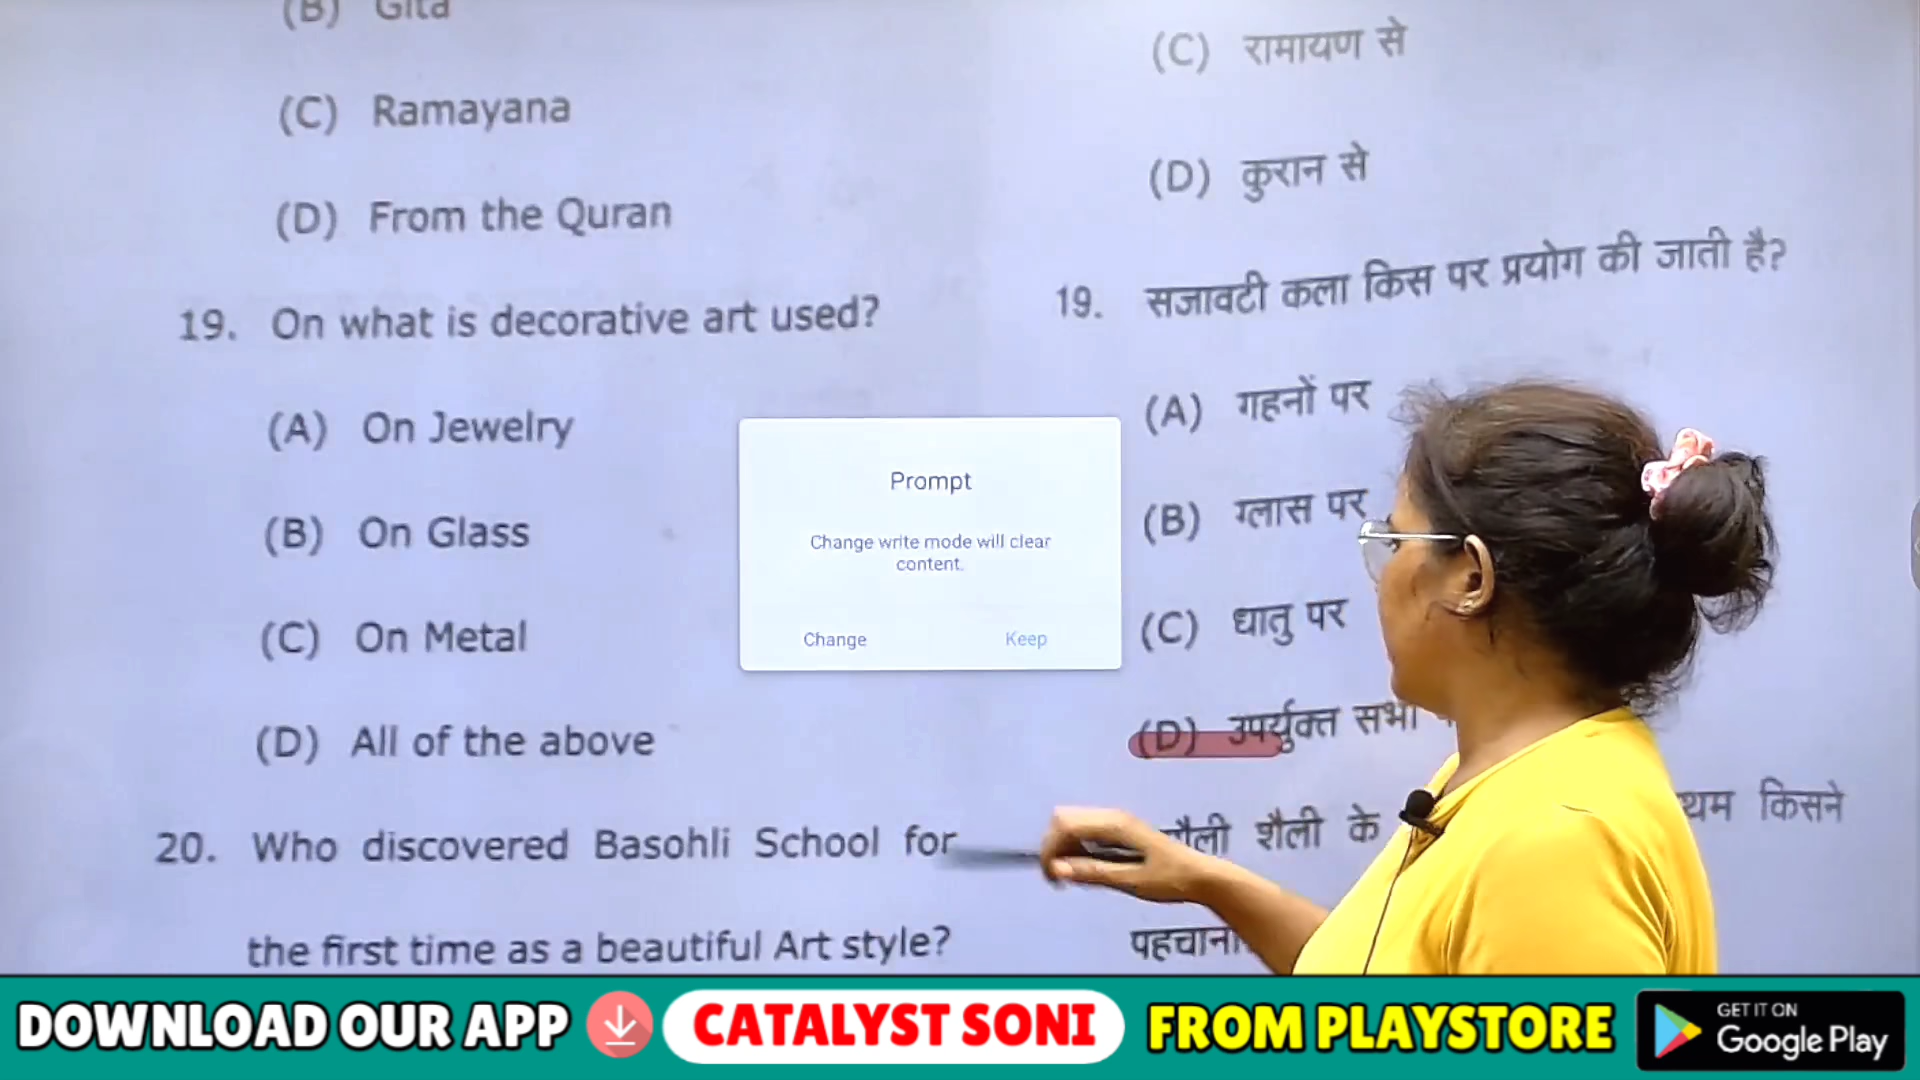 (B) Gita
(C) Ramayana
(D) From the Quran
19. On what is decorative art used?
(A) On Jewelry
(B) On Glass
(C) On Metal
(D) All of the above
20. Who discovered Basohli School for
the first time as a beautiful Art style?
(C) रामायण से
(D) कुरान से
19. सजावटी कला किस पर प्रयोग की जाती है?
(A) गहनों पर
(B) ग्लास पर
(C) धातु पर
(D) उपर्युक्त सभी
शैली के किसने
Prompt
Change write mode will clear
content.
Change Keep
DOWNLOAD OUR APP CATALYST SONI FROM PLAYSTORE
GET IT ON
Google Play